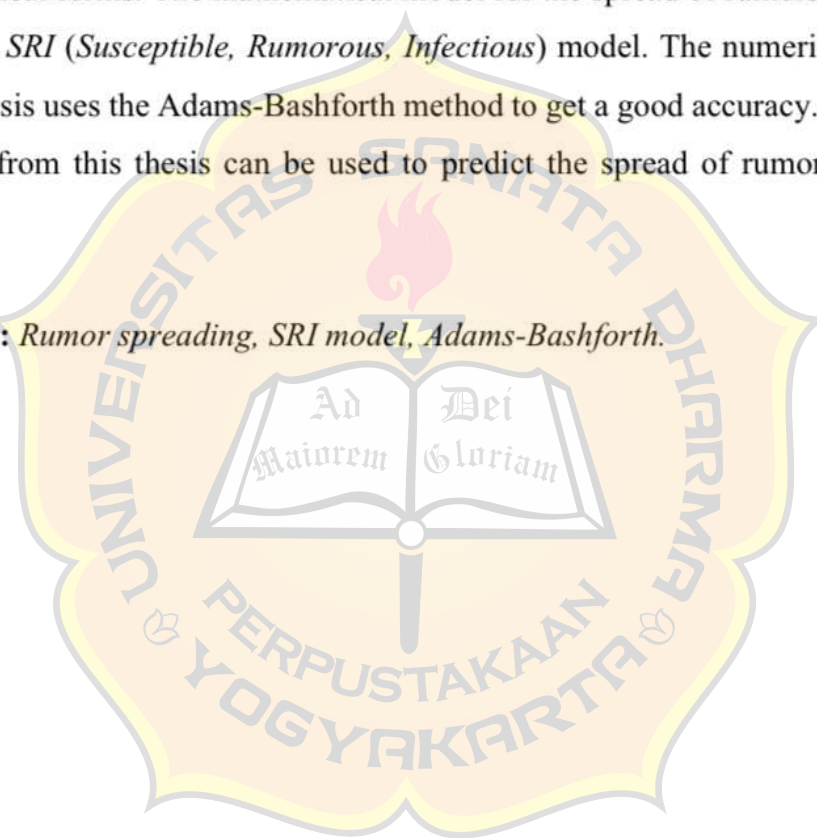 SRI (Susceptible, Rumorous, Infectious) model. The numeri
sis uses the Adams-Bashforth method to get a good accuracy.
from this thesis can be used to predict the spread of rumor
: Rumor spreading, SRI model, Adams-Bashforth.
UNIVERSITAS SANATA DHARMA
Ad Dei
Maiorem Gloriam
PERPUSTAKAAN
YOGYAKARTA